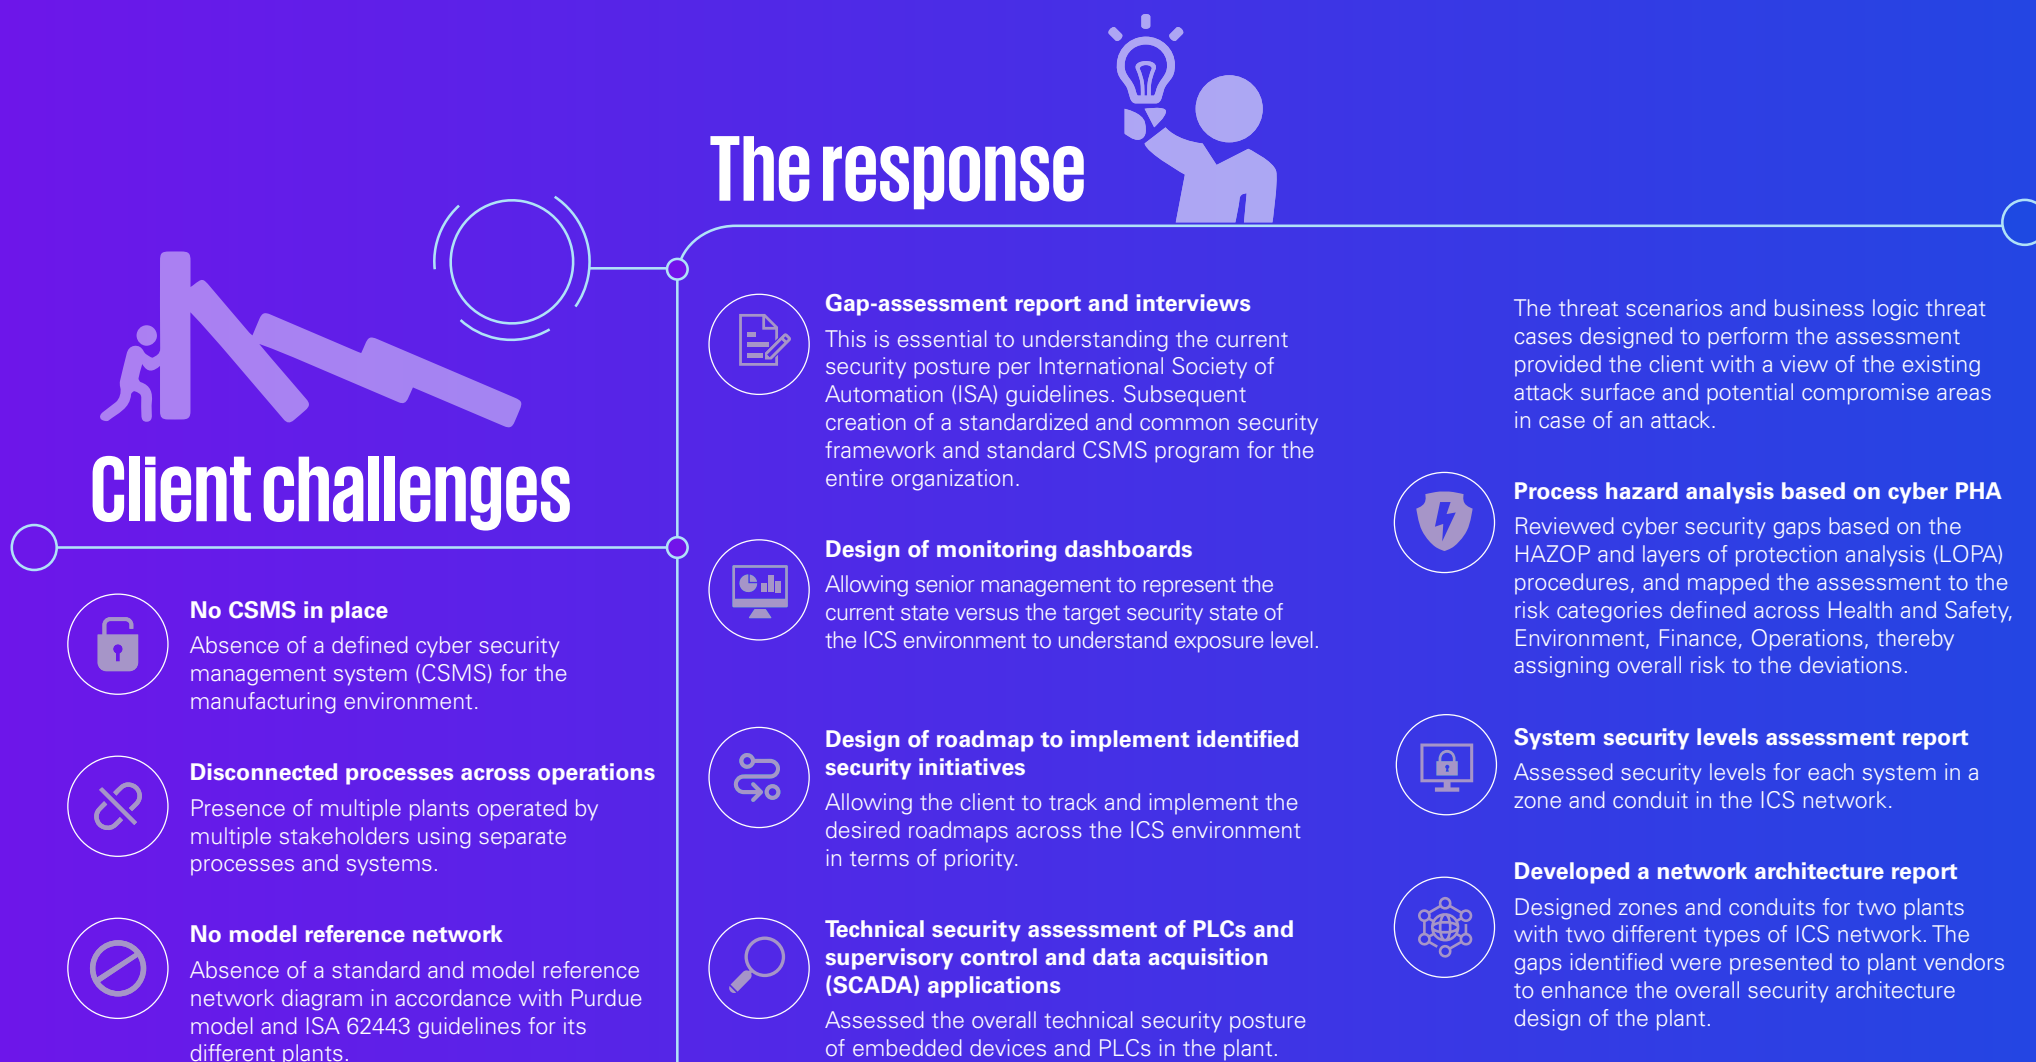 Client challenges
No CSMS in place
Absence of a defined cyber security
management system (CSMS) for the
manufacturing environment.
Disconnected processes across operations
Presence of multiple plants operated by
multiple stakeholders using separate
processes and systems.
No model reference network
Absence of a standard and model reference
network diagram in accordance with Purdue
model and ISA 62443 guidelines for its
different plants.
The response
Gap-assessment report and interviews
This is essential to understanding the current
security posture per International Society of
Automation (ISA) guidelines. Subsequent
creation of a standardized and common security
framework and standard CSMS program for the
entire organization.
Design of monitoring dashboards
Allowing senior management to represent the
current state versus the target security state of
the ICS environment to understand exposure level.
Design of roadmap to implement identified
security initiatives
Allowing the client to track and implement the
desired roadmaps across the ICS environment
in terms of priority.
Technical security assessment of PLCs and
supervisory control and data acquisition
(SCADA) applications
Assessed the overall technical security posture
of embedded devices and PLCs in the plant.
The threat scenarios and business logic threat
cases designed to perform the assessment
provided the client with a view of the existing
attack surface and potential compromise areas
in case of an attack.
Process hazard analysis based on cyber PHA
Reviewed cyber security gaps based on the
HAZOP and layers of protection analysis (LOPA)
procedures, and mapped the assessment to the
risk categories defined across Health and Safety,
Environment, Finance, Operations, thereby
assigning overall risk to the deviations.
System security levels assessment report
Assessed security levels for each system in a
zone and conduit in the ICS network.
Developed a network architecture report
Designed zones and conduits for two plants
with two different types of ICS network. The
gaps identified were presented to plant vendors
to enhance the overall security architecture
design of the plant.